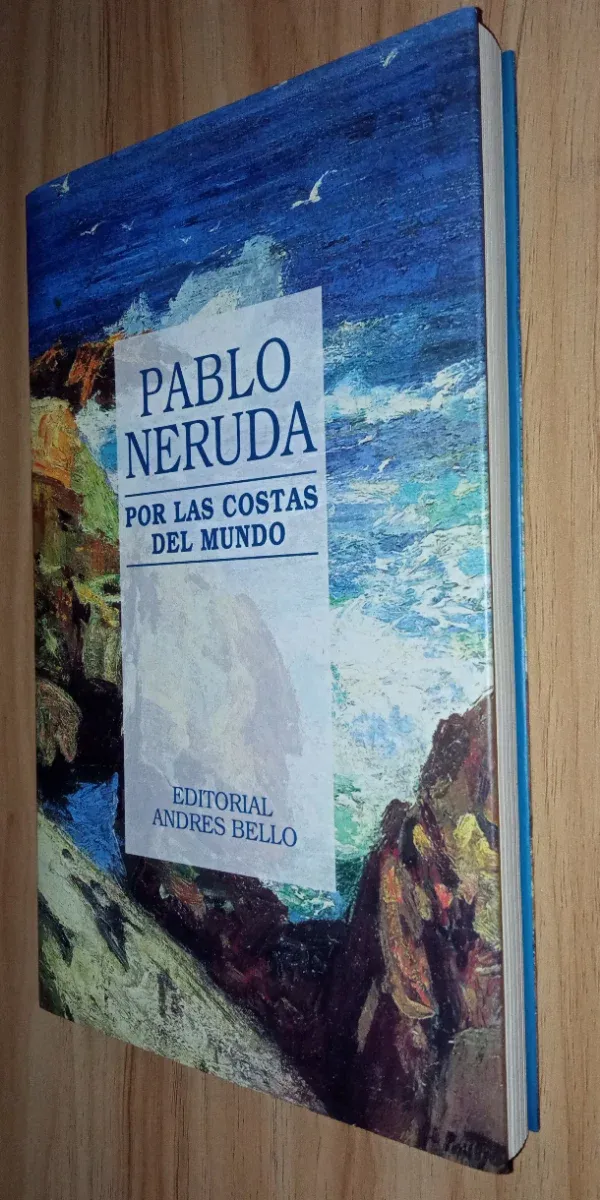 PABLO
NERUDA
POR LAS COSTAS
DEL MUNDO
EDITORIAL
ANDRES BELLO